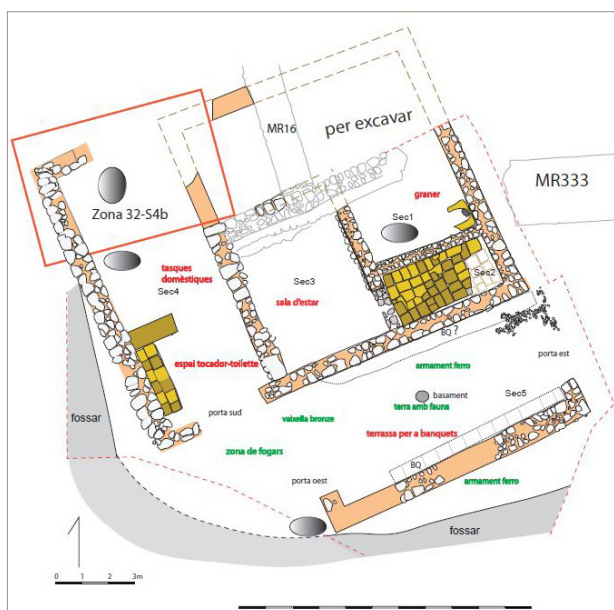 MR16
per excavar
MR333
graner
Zona 32-S4b
Sec1
tasques
domèstiques
Sec3
Sec2
Sec4
sala d'estar
BQ ?
espai tocador-toilette
armament ferro
porta est
basament
Sec5
fossar
porta sud
vaixella bronze
terra amb fauna
terrassa per a banquets
zona de fogars
BQ
porta oest
armament ferro
fossar
0 1 2 3m